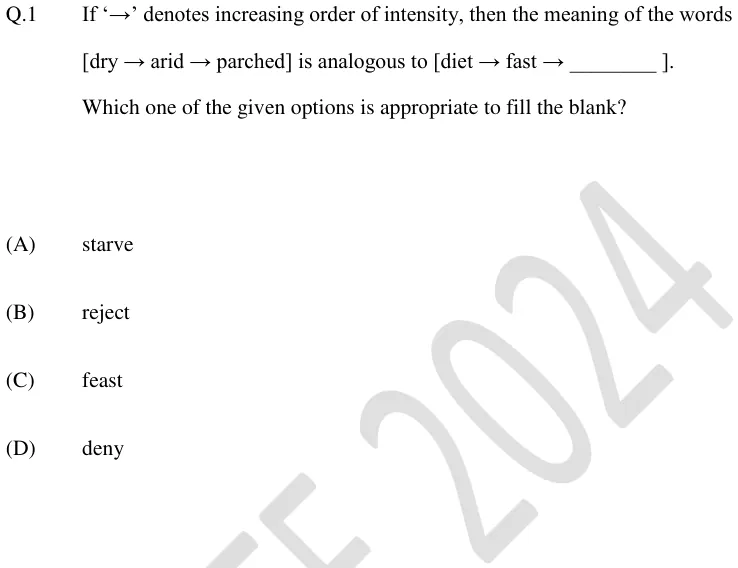 Q.1 If ‘→’ denotes increasing order of intensity, then the meaning of the words
[dry → arid → parched] is analogous to [diet → fast → ________ ].
Which one of the given options is appropriate to fill the blank?
(A) starve
(B) reject
(C) feast
(D) deny
2024